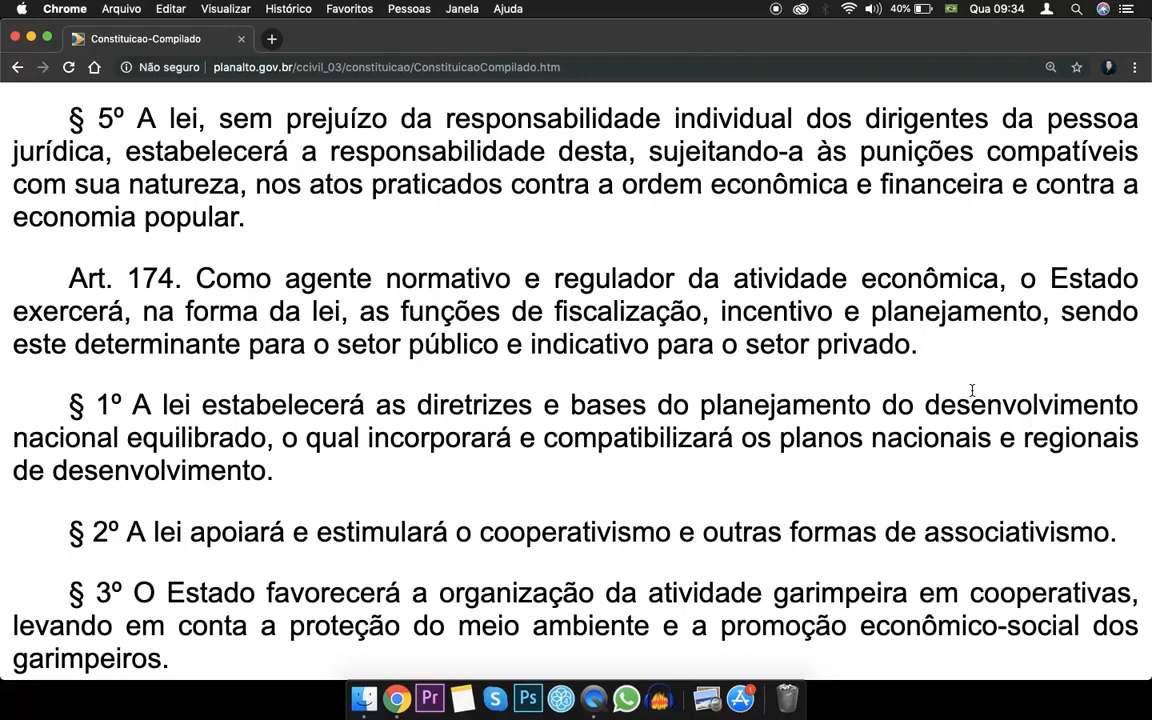 Chrome Arquivo Editar Visualizar Histórico Favoritos Pessoas Janela Ajuda 40% Qua 09:34
Constituicao-Compilado
Não seguro planalto.gov.br/ccivil_03/constituicao/ConstituicaoCompilado.htm
§ 5º A lei, sem prejuízo da responsabilidade individual dos dirigentes da pessoa
jurídica, estabelecerá a responsabilidade desta, sujeitando-a às punições compatíveis
com sua natureza, nos atos praticados contra a ordem econômica e financeira e contra a
economia popular.
Art. 174. Como agente normativo e regulador da atividade econômica, o Estado
exercerá, na forma da lei, as funções de fiscalização, incentivo e planejamento, sendo
este determinante para o setor público e indicativo para o setor privado.
§ 1º A lei estabelecerá as diretrizes e bases do planejamento do desenvolvimento
nacional equilibrado, o qual incorporará e compatibilizará os planos nacionais e regionais
de desenvolvimento.
§ 2º A lei apoiará e estimulará o cooperativismo e outras formas de associativismo.
§ 3º O Estado favorecerá a organização da atividade garimpeira em cooperativas,
levando em conta a proteção do meio ambiente e a promoção econômico-social dos
garimpeiros.
Pr Ps 1